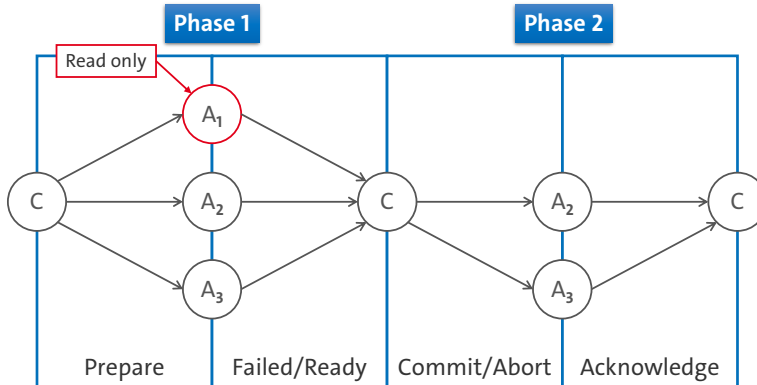 Phase 1
Phase 2
Read only
A1
C
A2
C
A2
C
A3
A3
Prepare
Failed/Ready
Commit/Abort
Acknowledge